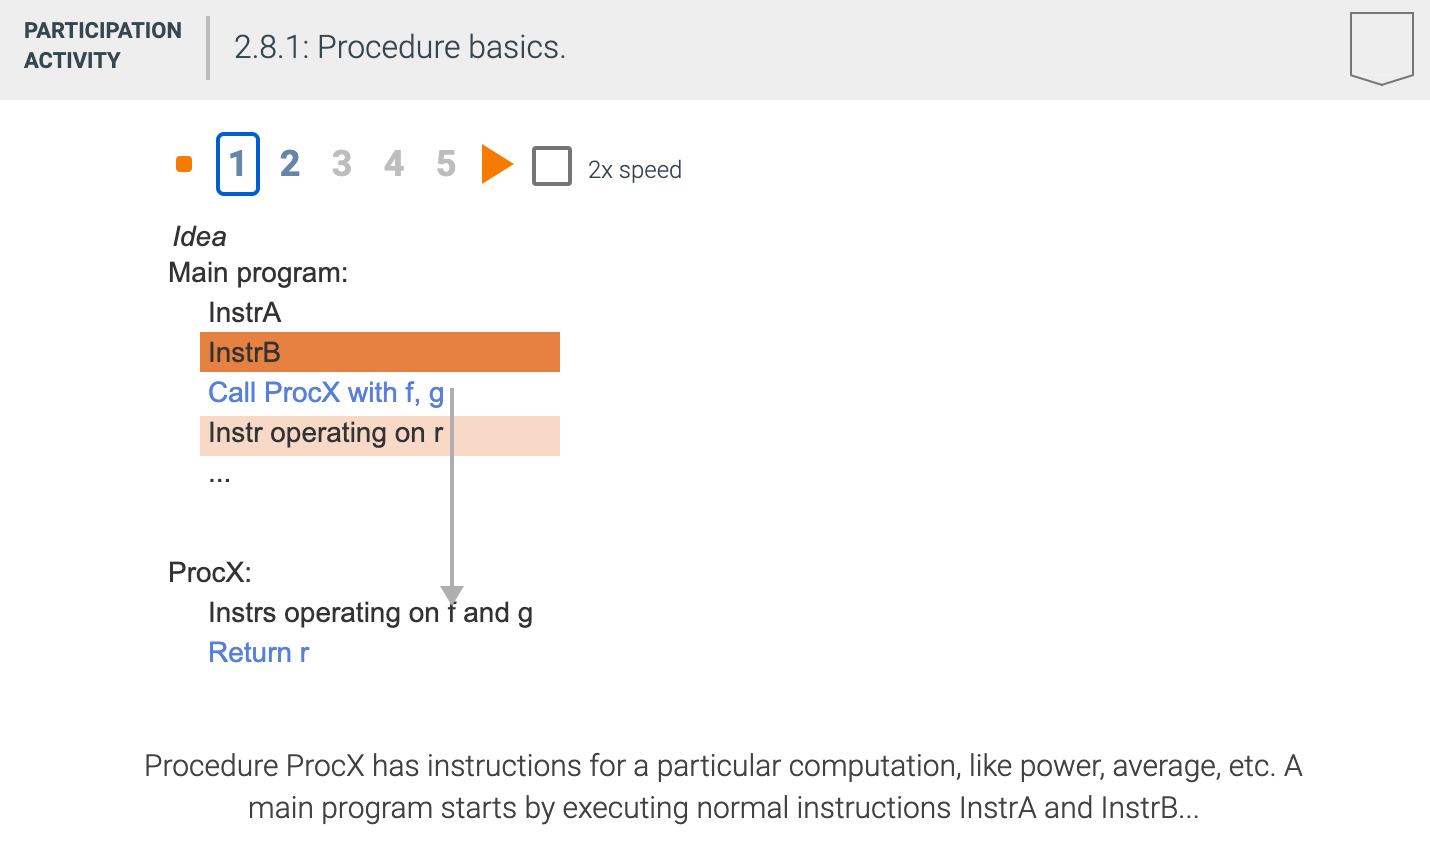 PARTICIPATION
ACTIVITY
2.8.1: Procedure basics.
1 2 3 4 5 2x speed
Idea
Main program:
InstrA
InstrB
Call ProcX with f, g
Instr operating on r
...
ProcX:
Instrs operating on f and g
Return r
Procedure ProcX has instructions for a particular computation, like power, average, etc. A
main program starts by executing normal instructions InstrA and InstrB...